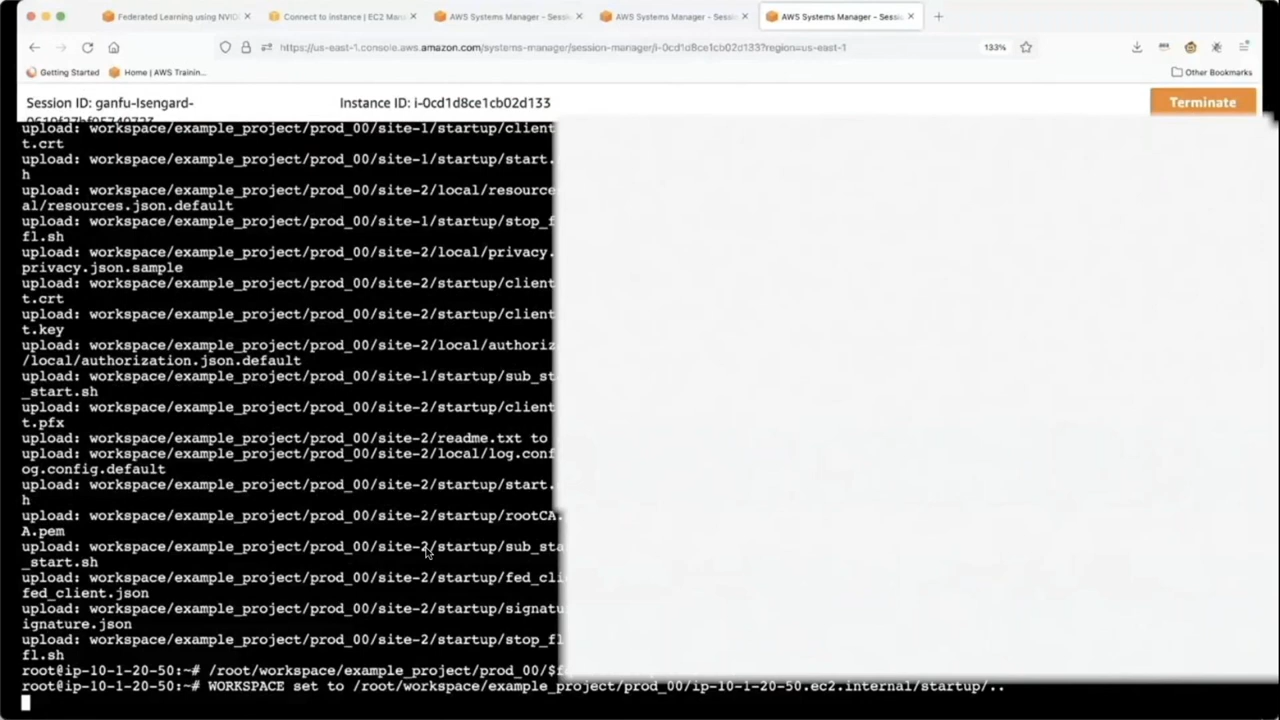 Federated Learning using NVID
Connect to instance | EC2 Man
AWS Systems Manager - Sessi
AWS Systems Manager - Sessi
AWS Systems Manager - Sessi
https://us-east-1.console.aws.amazon.com/systems-manager/session-manager/i-0cd1d8ce1cb02d133?region=us-east-1
133%
Getting Started
Home | AWS Trainin...
Other Bookmarks
Session ID: ganfu-Isengard-
Instance ID: i-0cd1d8ce1cb02d133
Terminate
upload: workspace/example_project/prod_00/site-1/startup/client
t.crt
upload: workspace/example_project/prod_00/site-1/startup/start.
h
upload: workspace/example_project/prod_00/site-2/local/resource
al/resources.json.default
upload: workspace/example_project/prod_00/site-1/startup/stop_f
fl.sh
upload: workspace/example_project/prod_00/site-2/local/privacy.
privacy.json.sample
upload: workspace/example_project/prod_00/site-2/startup/client
t.crt
upload: workspace/example_project/prod_00/site-2/startup/client
t.key
upload: workspace/example_project/prod_00/site-2/local/authoriz
/local/authorization.json.default
upload: workspace/example_project/prod_00/site-1/startup/sub_st
_start.sh
upload: workspace/example_project/prod_00/site-2/startup/client
t.pfx
upload: workspace/example_project/prod_00/site-2/readme.txt to
upload: workspace/example_project/prod_00/site-2/local/log.conf
og.config.default
upload: workspace/example_project/prod_00/site-2/startup/start.
h
upload: workspace/example_project/prod_00/site-2/startup/rootCA.
A.pem
upload: workspace/example_project/prod_00/site-2/startup/sub_sta
_start.sh
upload: workspace/example_project/prod_00/site-2/startup/fed_cli
fed_client.json
upload: workspace/example_project/prod_00/site-2/startup/signatu
ignature.json
upload: workspace/example_project/prod_00/site-2/startup/stop_fl
fl.sh
root@ip-10-1-20-50:~# /root/workspace/example_project/prod_00/$f
root@ip-10-1-20-50:~# WORKSPACE set to /root/workspace/example_project/prod_00/ip-10-1-20-50.ec2.internal/startup/..